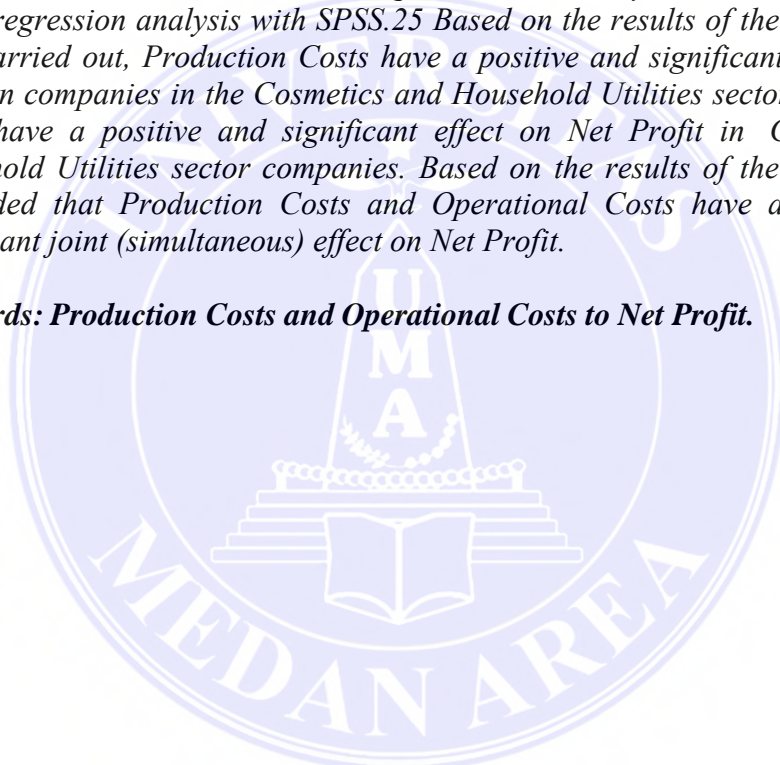 regression analysis with SPSS.25 Based on the results of the
arried out, Production Costs have a positive and significant
n companies in the Cosmetics and Household Utilities sector
have a positive and significant effect on Net Profit in C
old Utilities sector companies. Based on the results of the
ded that Production Costs and Operational Costs have a
ant joint (simultaneous) effect on Net Profit.
rds: Production Costs and Operational Costs to Net Profit.
UNIVERSITAS
U
M
A
MEDAN AREA